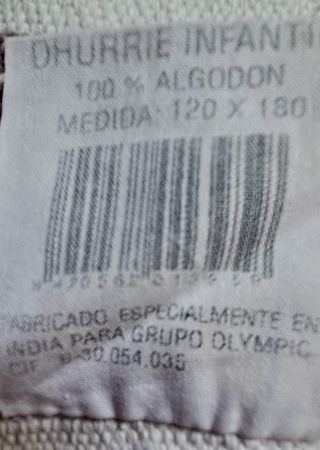 DHURRIE INFANTI
100 % ALGODON
MEDIDA: 120 X 180
FABRICADO ESPECIALMENTE EN
INDIA PARA GRUPO OLYMPIC
CIF 30.054.035